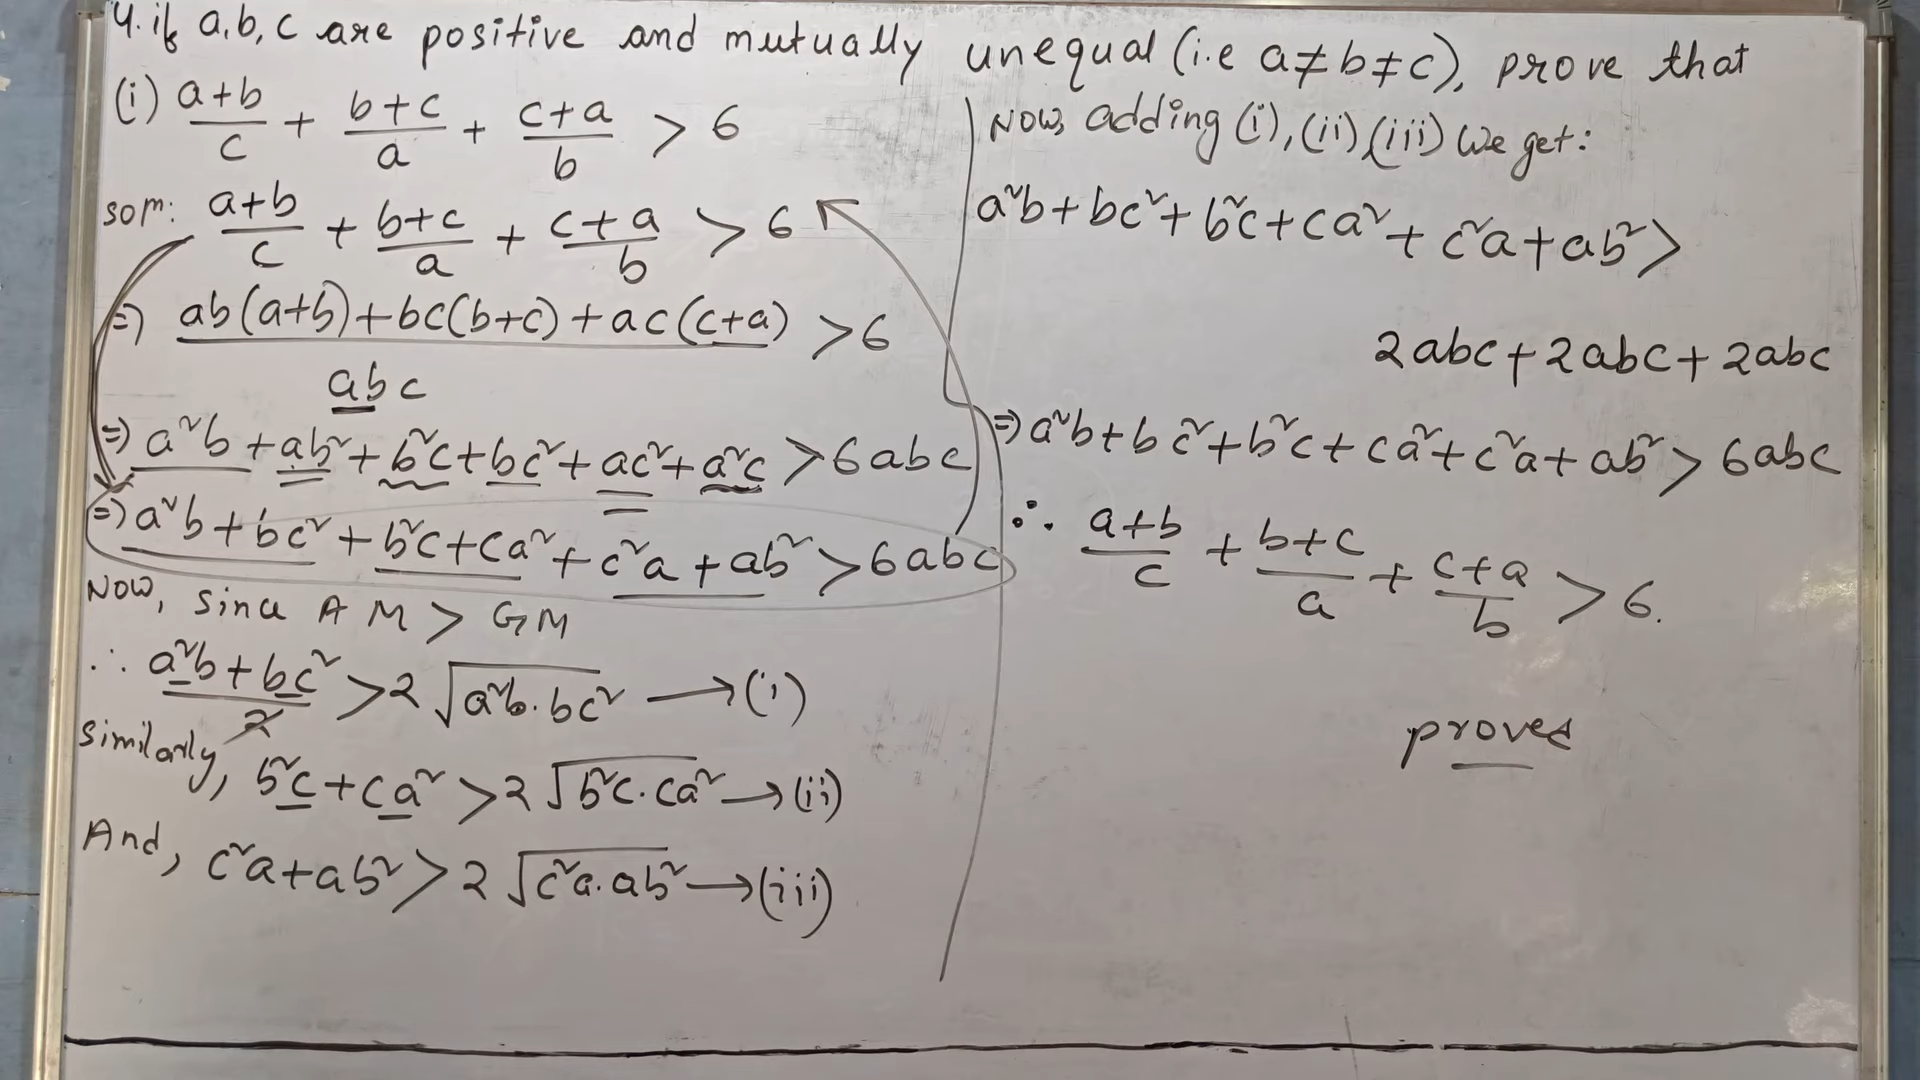 4. if a, b, c are positive and mutually unequal (i.e a≠b≠c), prove that
(i) (a+b)/c + (b+c)/a + (c+a)/b > 6
soln: (a+b)/c + (b+c)/a + (c+a)/b > 6
⇒ (ab(a+b)+bc(b+c)+ac(c+a))/abc > 6
⇒ a²b + ab² + b²c + bc² + ac² + a²c > 6abc
⇒ a²b + bc² + b²c + ca² + c²a + ab² > 6abc
Now, since AM > GM
∴ (a²b + bc²)/2 > 2√(a²b.bc²) → (i)
Similarly, b²c + ca² > 2√(b²c.ca²) → (ii)
And, c²a + ab² > 2√(c²a.ab²) → (iii)
Now, adding (i), (ii), (iii) We get:
a²b + bc² + b²c + ca² + c²a + ab² >
2abc + 2abc + 2abc
⇒ a²b + bc² + b²c + ca² + c²a + ab² > 6abc
∴ (a+b)/c + (b+c)/a + (c+a)/b > 6.
proved